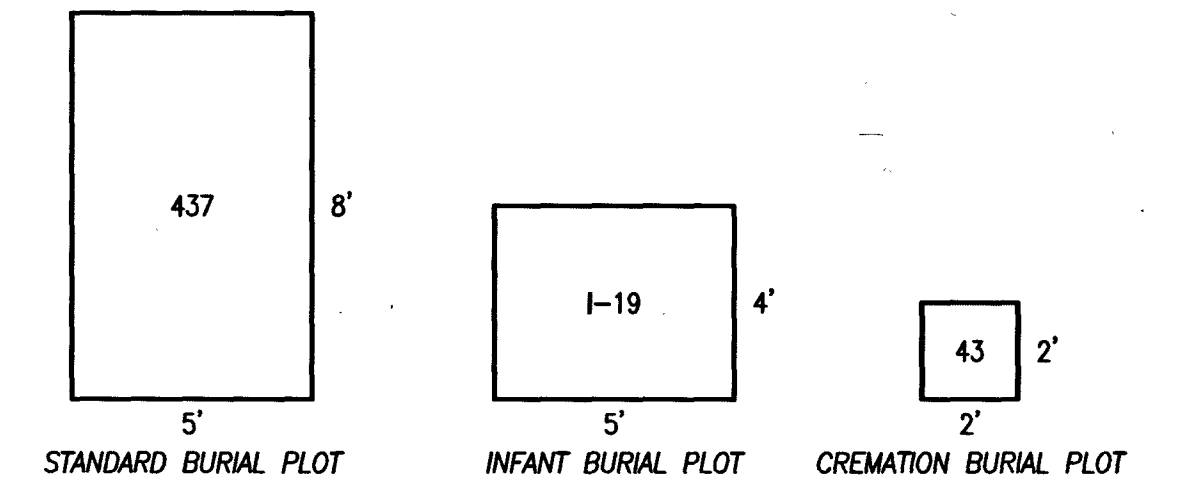 437
8'
5'
STANDARD BURIAL PLOT
I-19
4'
5'
INFANT BURIAL PLOT
43
2'
2'
CREMATION BURIAL PLOT